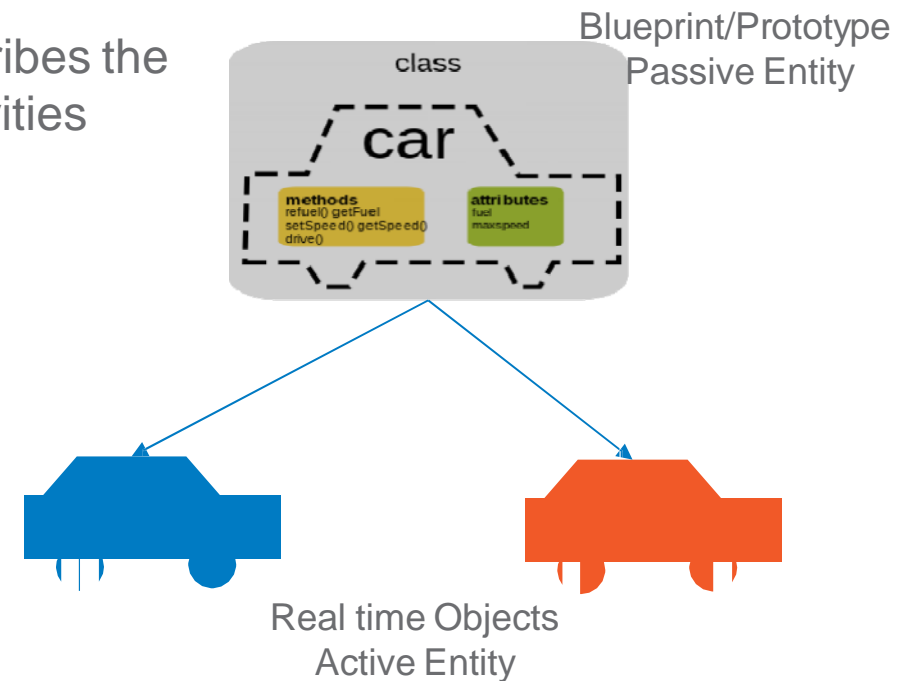 ribes the
Blueprint/Prototype
Passive Entity
class
car
methods
refuel() getFuel
setSpeed() getSpeed()
drive()
attributes
fuel
maxspeed
Real time Objects
Active Entity